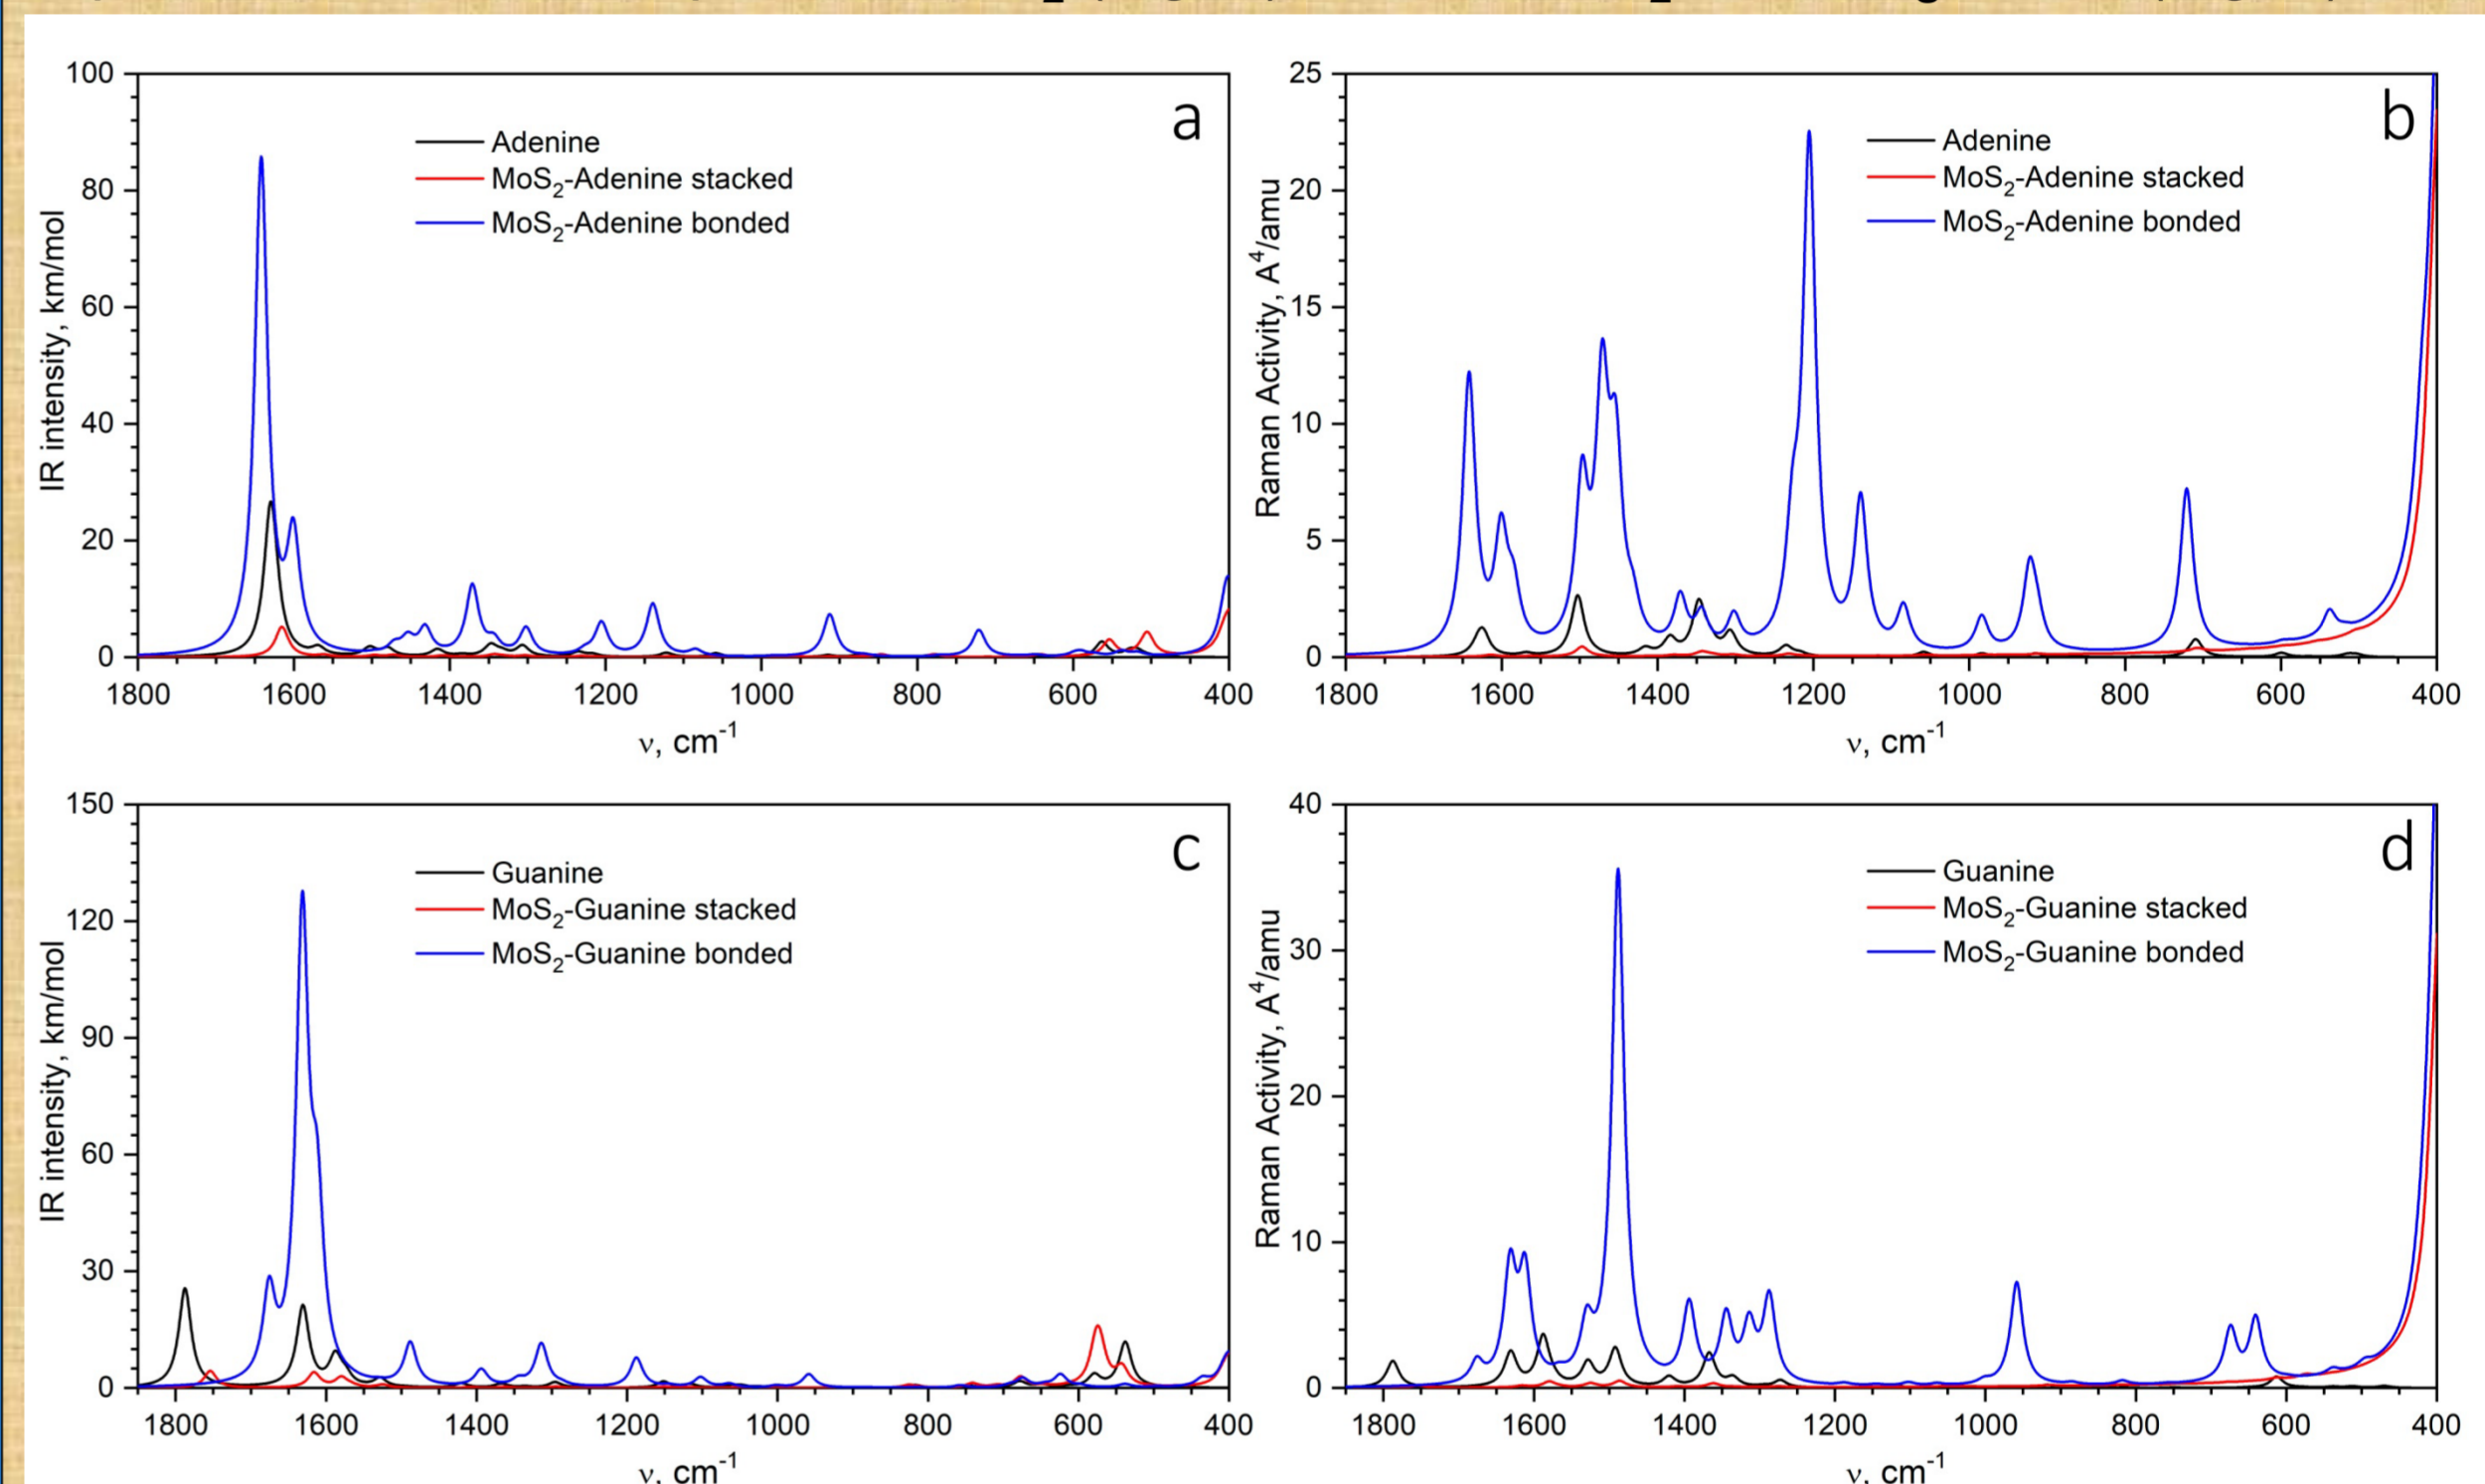 a
Adenine
MoS₂-Adenine stacked
MoS₂-Adenine bonded
IR intensity, km/mol
100
80
60
40
20
0
1800 1600 1400 1200 1000 800 600 400
ν, cm⁻¹
b
Adenine
MoS₂-Adenine stacked
MoS₂-Adenine bonded
Raman Activity, A⁴/amu
25
20
15
10
5
0
1800 1600 1400 1200 1000 800 600 400
ν, cm⁻¹
c
Guanine
MoS₂-Guanine stacked
MoS₂-Guanine bonded
IR intensity, km/mol
150
120
90
60
30
0
1800 1600 1400 1200 1000 800 600 400
ν, cm⁻¹
d
Guanine
MoS₂-Guanine stacked
MoS₂-Guanine bonded
Raman Activity, A⁴/amu
40
30
20
10
0
1800 1600 1400 1200 1000 800 600 400
ν, cm⁻¹